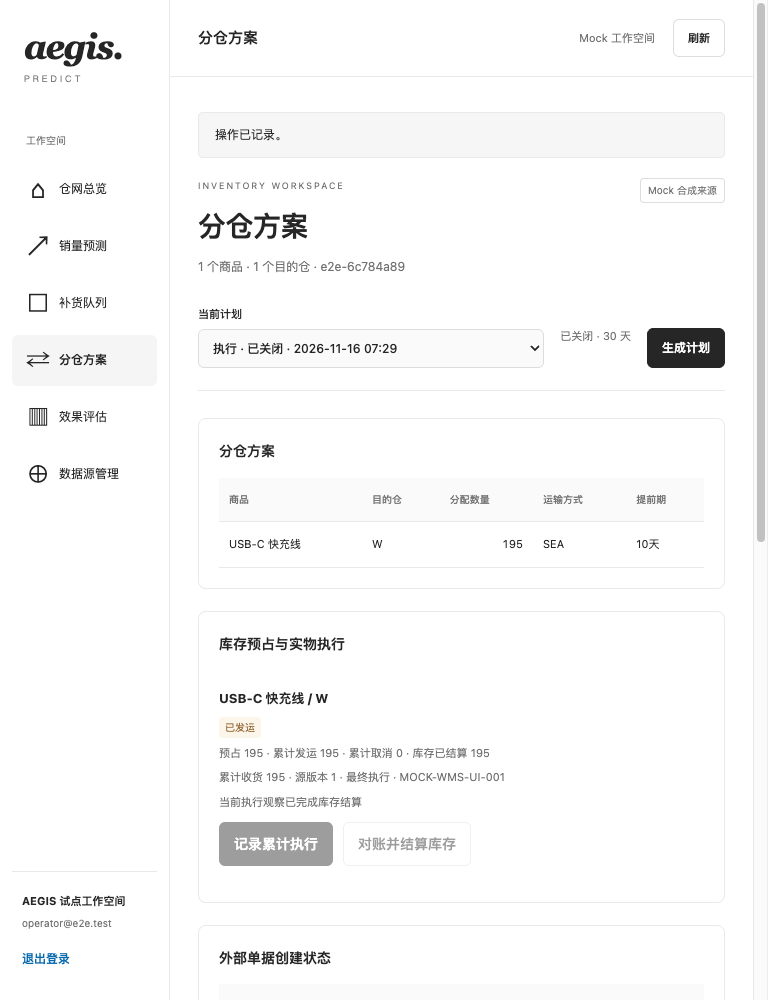 aegis.
PREDICT
工作空间
仓网总览
销量预测
补货队列
分仓方案
效果评估
数据源管理
AEGIS 试点工作空间
operator@e2e.test
退出登录
分仓方案
Mock 工作空间
刷新
操作已记录。
INVENTORY WORKSPACE
Mock 合成来源
分仓方案
1 个商品 · 1 个目的仓 · e2e-6c784a89
当前计划
执行 · 已关闭 · 2026-11-16 07:29
已关闭 · 30 天
生成计划
分仓方案
商品 目的仓 分配数量 运输方式 提前期
USB-C 快充线 W 195 SEA 10天
库存预占与实物执行
USB-C 快充线 / W
已发运
预占 195 · 累计发运 195 · 累计取消 0 · 库存已结算 195
累计收货 195 · 源版本 1 · 最终执行 · MOCK-WMS-UI-001
当前执行观察已完成库存结算
记录累计执行
对账并结算库存
外部单据创建状态